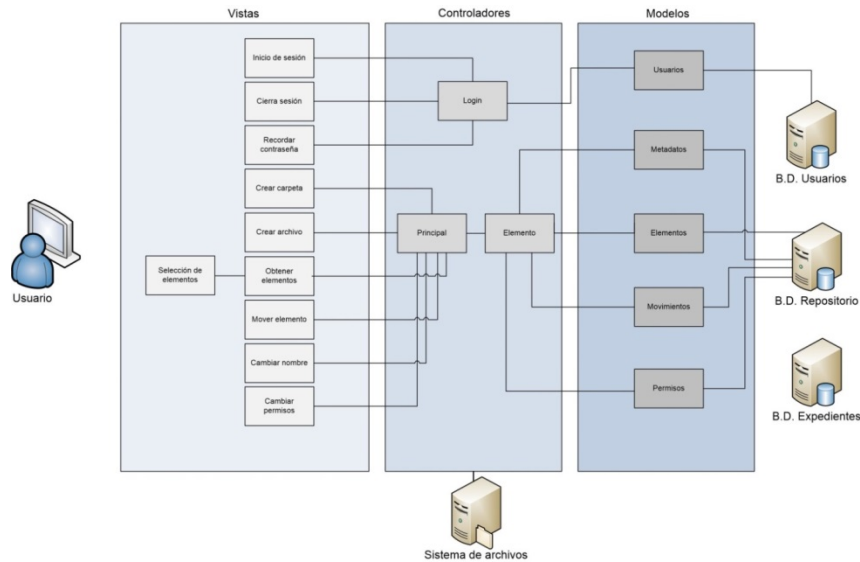 Vistas
Controladores
Modelos
Inicio de sesión
Cierra sesión
Recordar
contraseña
Crear carpeta
Crear archivo
Selección de
elementos
Obtener
elementos
Mover elemento
Cambiar nombre
Cambiar
permisos
Login
Principal
Elemento
Usuarios
Metadatos
Elementos
Movimientos
Permisos
Usuario
B.D. Usuarios
B.D. Repositorio
B.D. Expedientes
Sistema de archivos